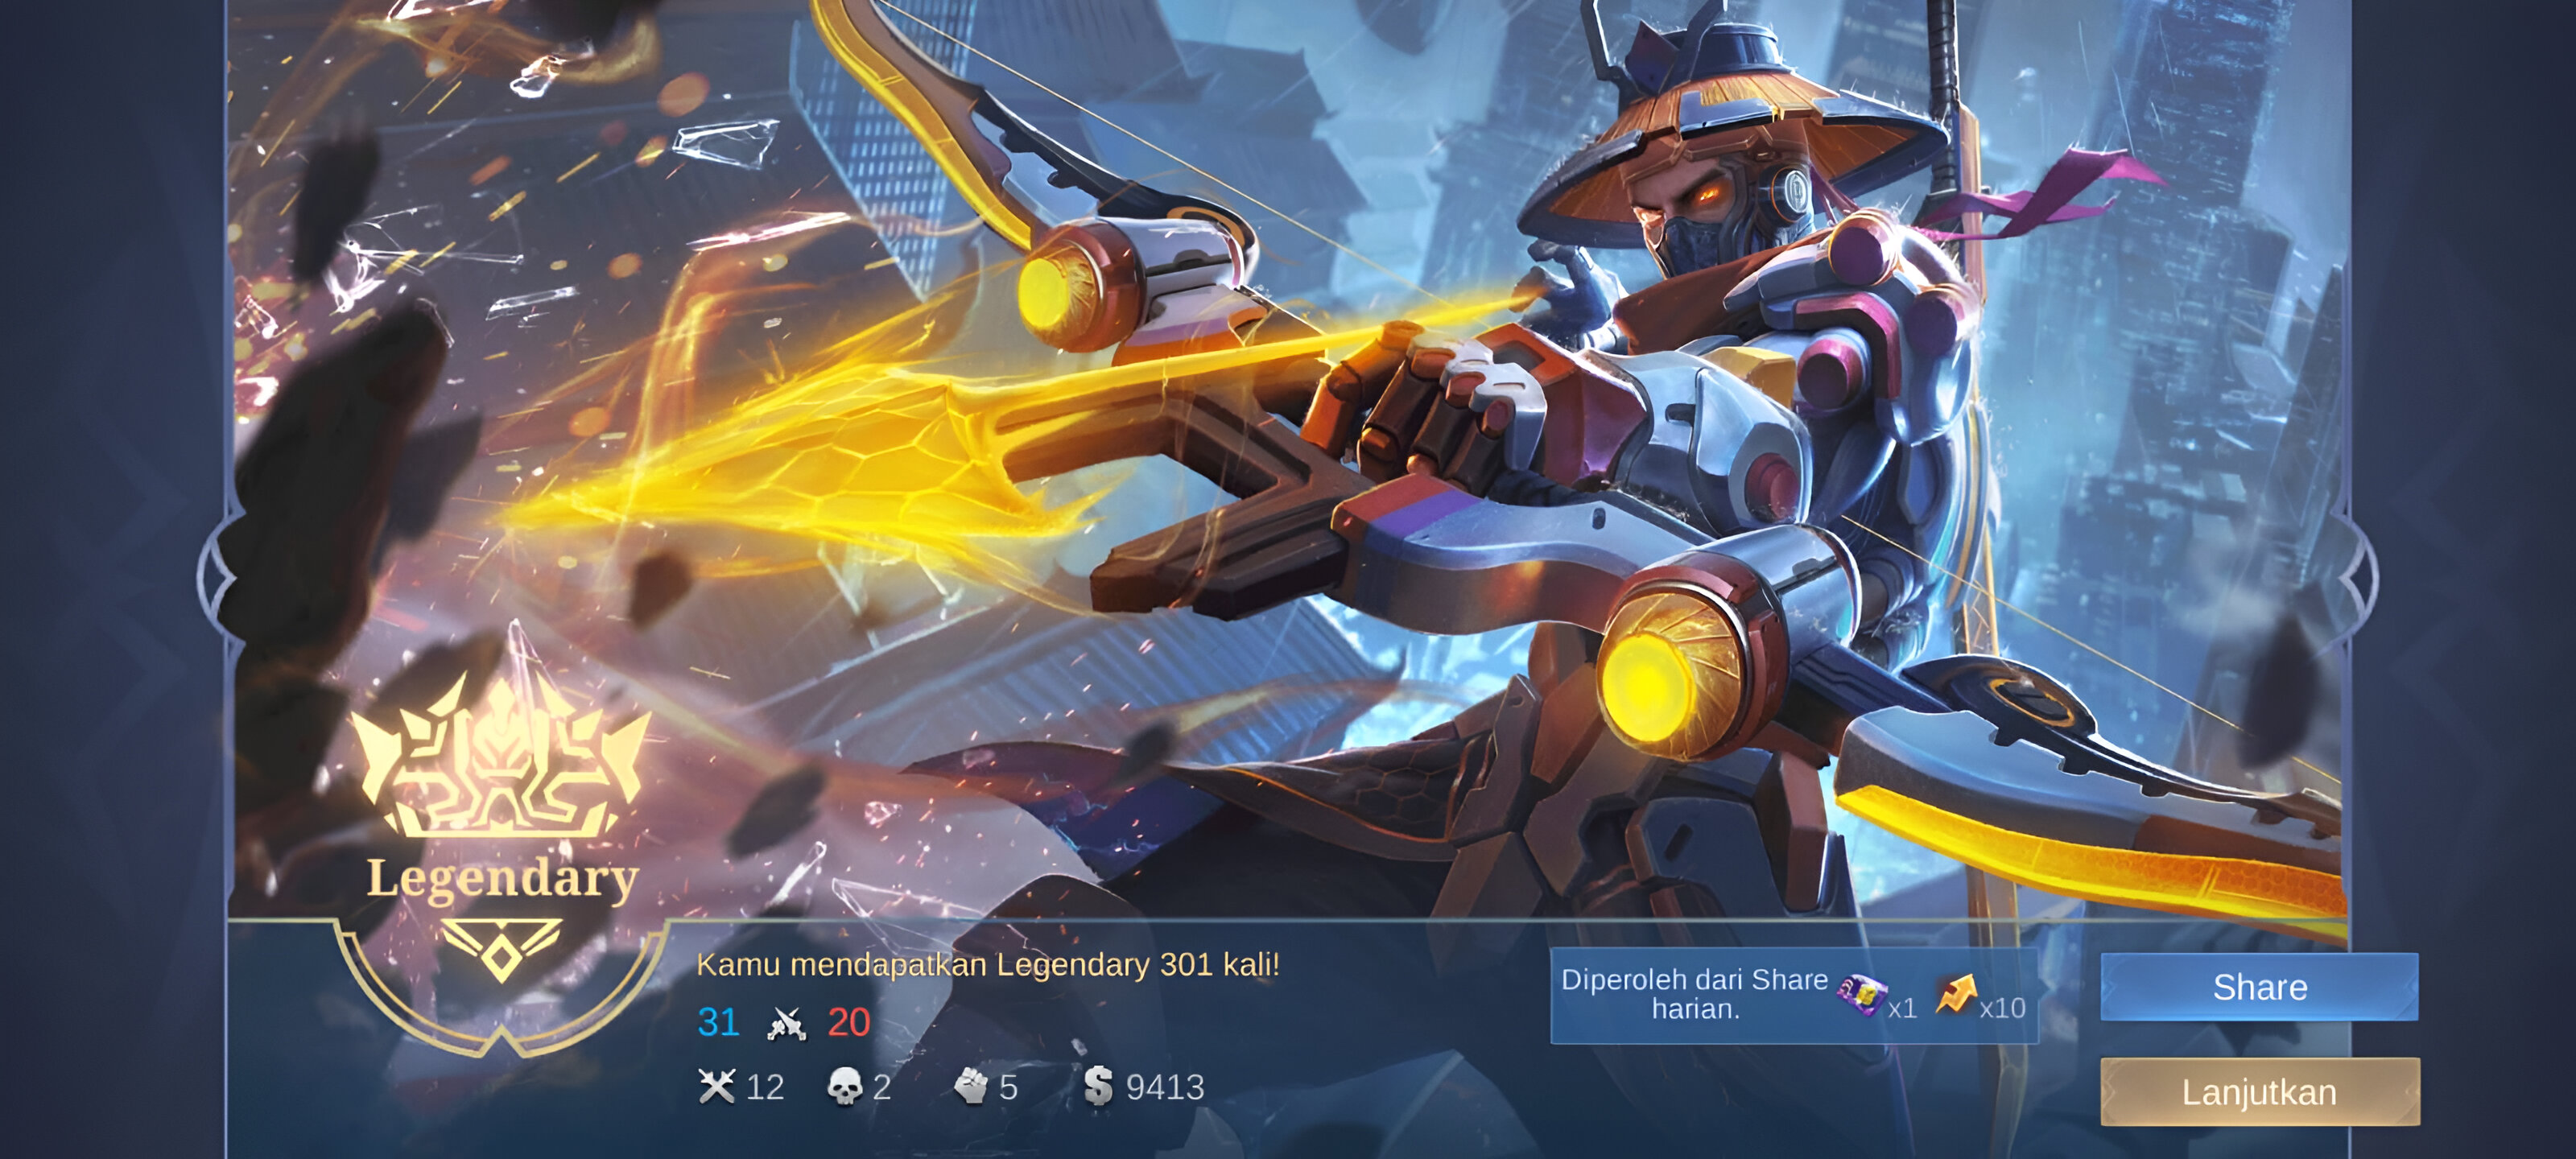 Legendary
Kamu mendapatkan Legendary 301 kali!
31 20
12 2 5 9413
Diperoleh dari Share
harian.
x1 x10
Share
Lanjutkan